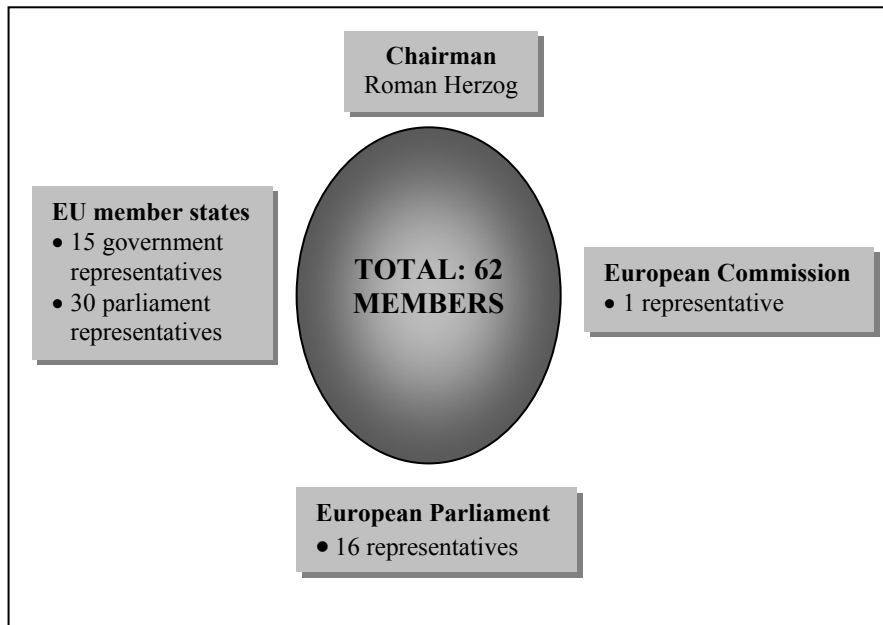 Chairman
Roman Herzog
EU member states
• 15 government
representatives
• 30 parliament
representatives
TOTAL: 62
MEMBERS
European Commission
• 1 representative
European Parliament
• 16 representatives